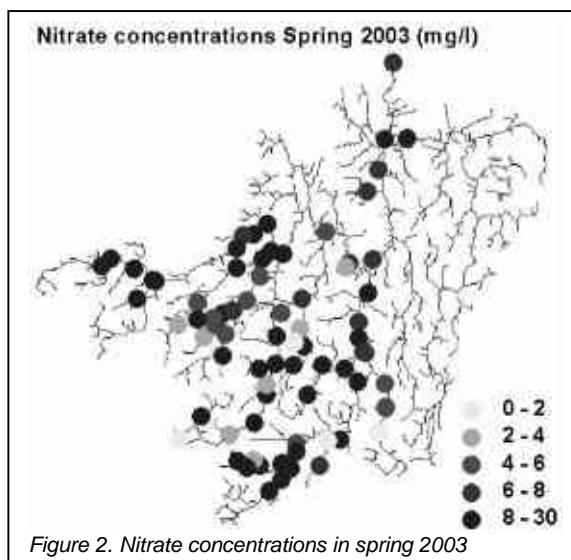 Nitrate concentrations Spring 2003 (mg/l)
0 - 2
2 - 4
4 - 6
6 - 8
8 - 30
Figure 2. Nitrate concentrations in spring 2003